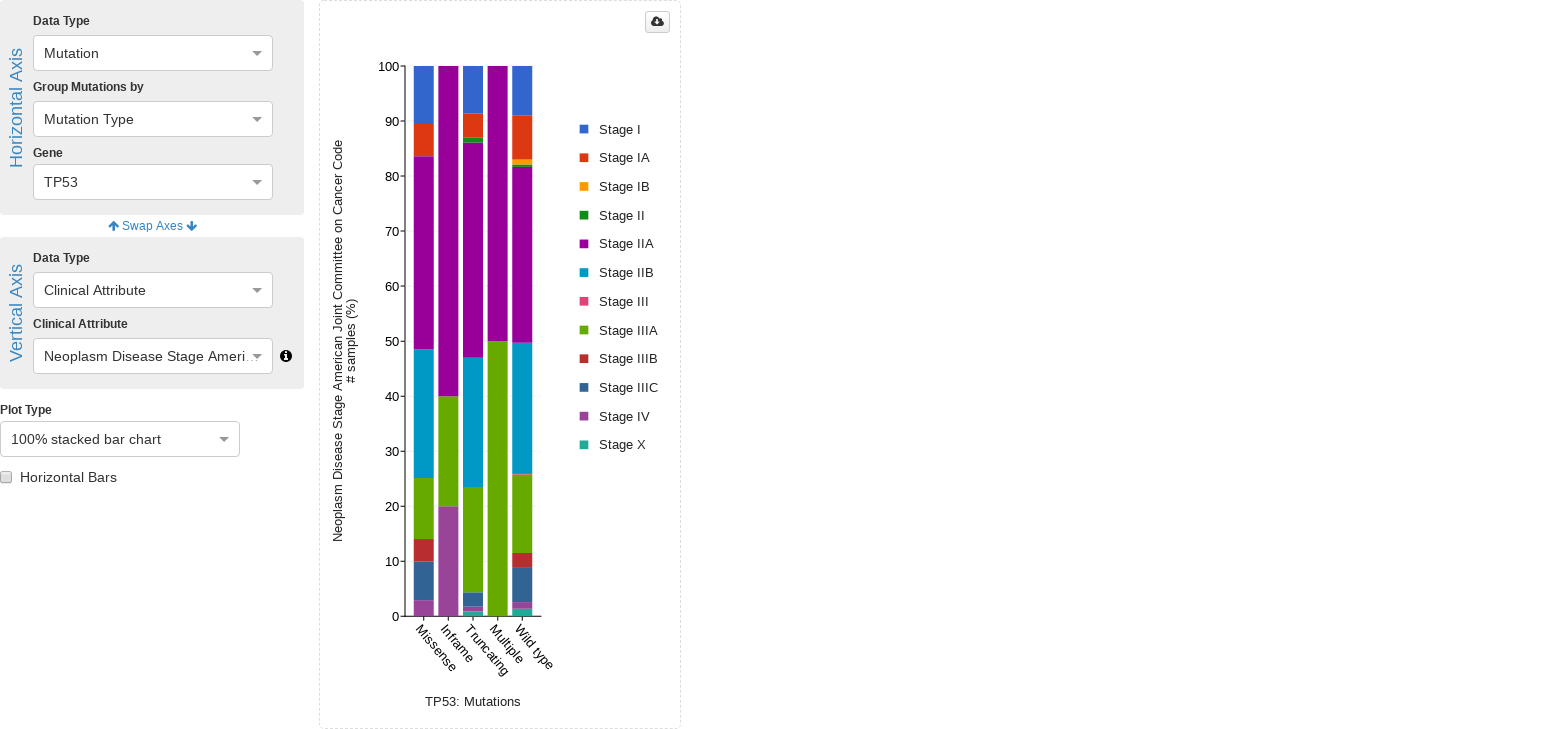 Horizontal Axis
Data Type
Mutation
Group Mutations by
Mutation Type
Gene
TP53
Swap Axes
Vertical Axis
Data Type
Clinical Attribute
Clinical Attribute
Neoplasm Disease Stage Ameri...
Plot Type
100% stacked bar chart
Horizontal Bars
Neoplasm Disease Stage American Joint Committee on Cancer Code
# samples (%)
100
90
80
70
60
50
40
30
20
10
0
Missense
Inframe
Truncating
Multiple
Wild type
TP53: Mutations
Stage I
Stage IA
Stage IB
Stage II
Stage IIA
Stage IIB
Stage III
Stage IIIA
Stage IIIB
Stage IIIC
Stage IV
Stage X